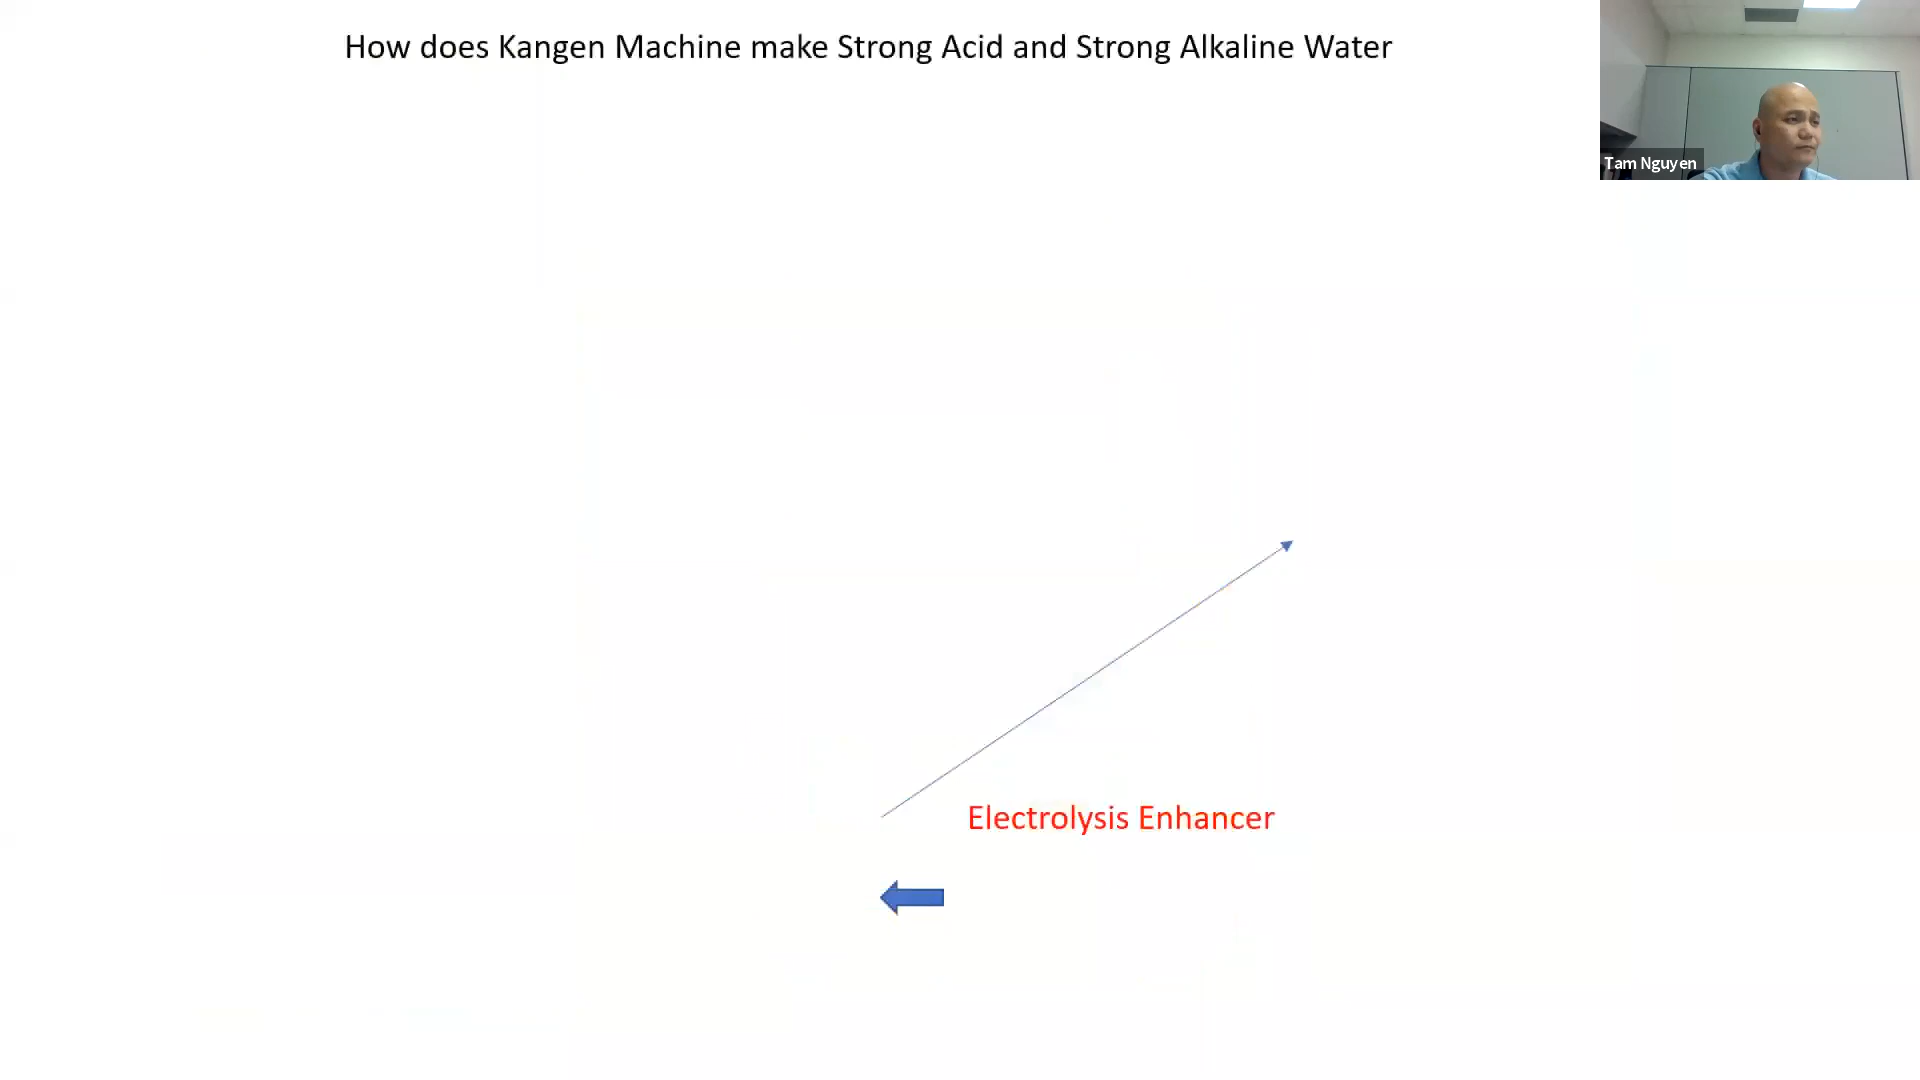 How does Kangen Machine make Strong Acid and Strong Alkaline Water
Tam Nguyen
Electrolysis Enhancer